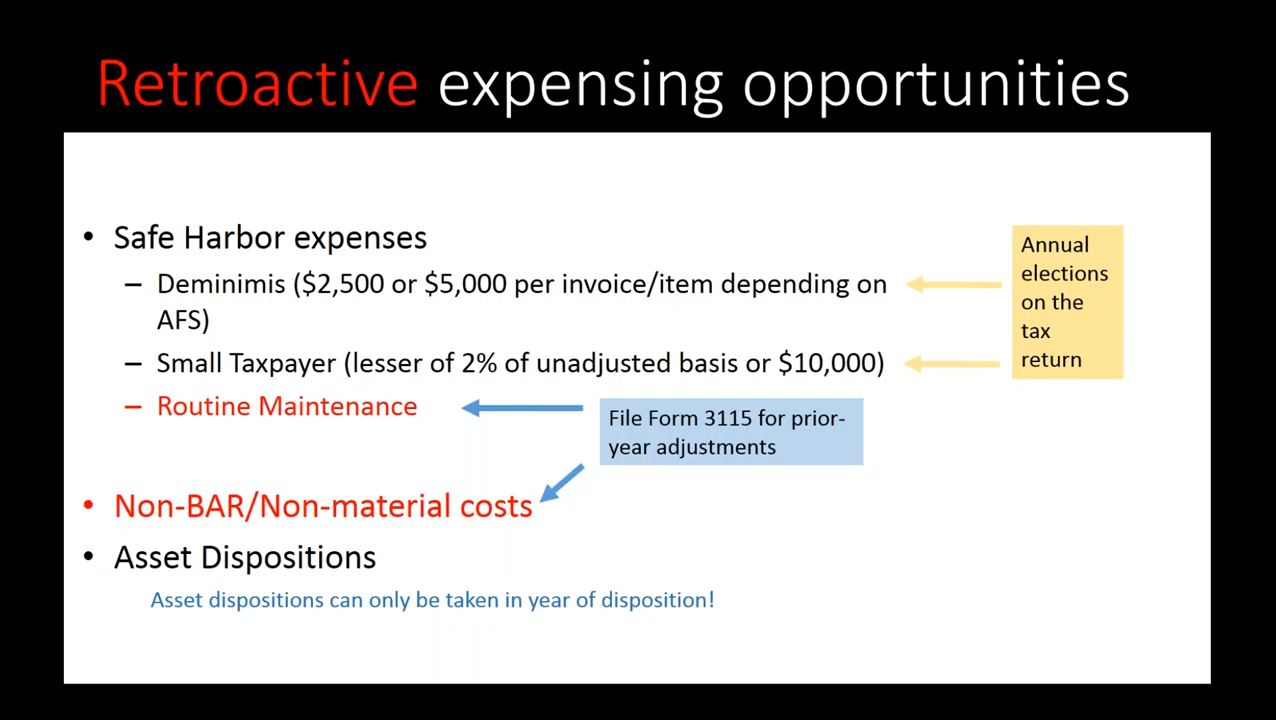 Retroactive expensing opportunities
• Safe Harbor expenses
– Deminimis ($2,500 or $5,000 per invoice/item depending on
AFS)
– Small Taxpayer (lesser of 2% of unadjusted basis or $10,000)
– Routine Maintenance
Annual
elections
on the
tax
return
File Form 3115 for prior-
year adjustments
• Non-BAR/Non-material costs
• Asset Dispositions
Asset dispositions can only be taken in year of disposition!